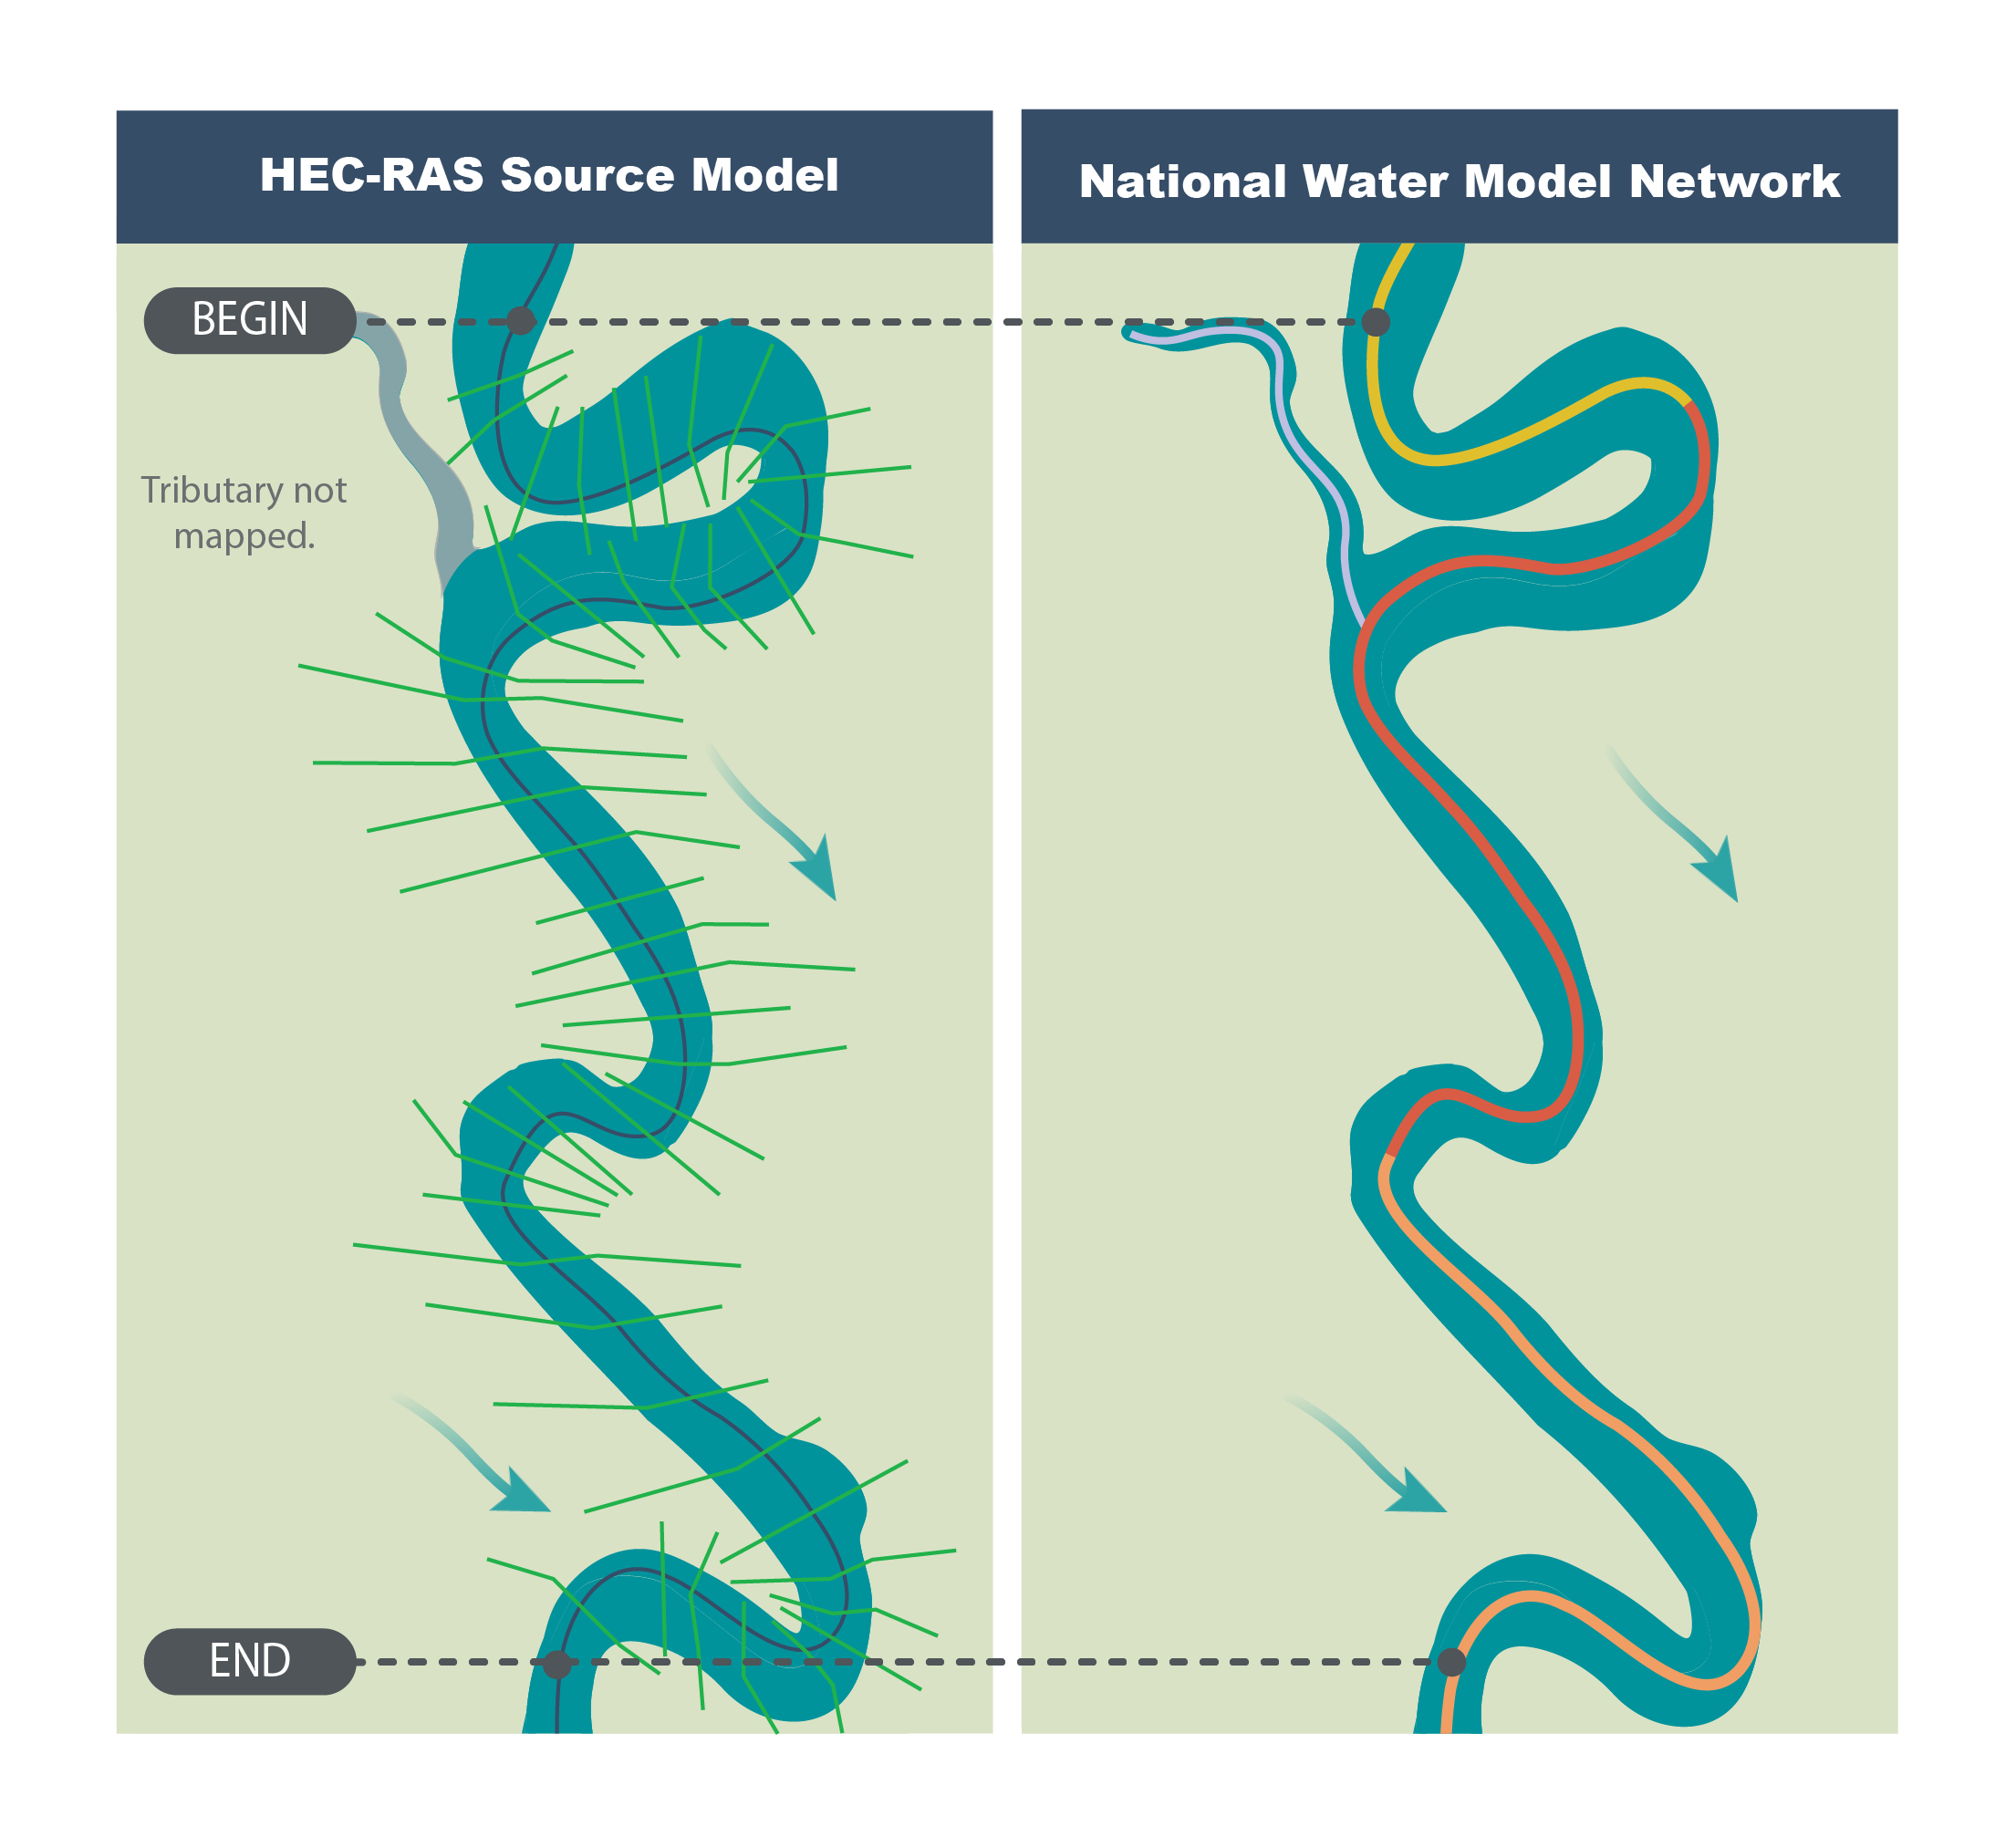 HEC-RAS Source Model
National Water Model Network
BEGIN
Tributary not
mapped.
END